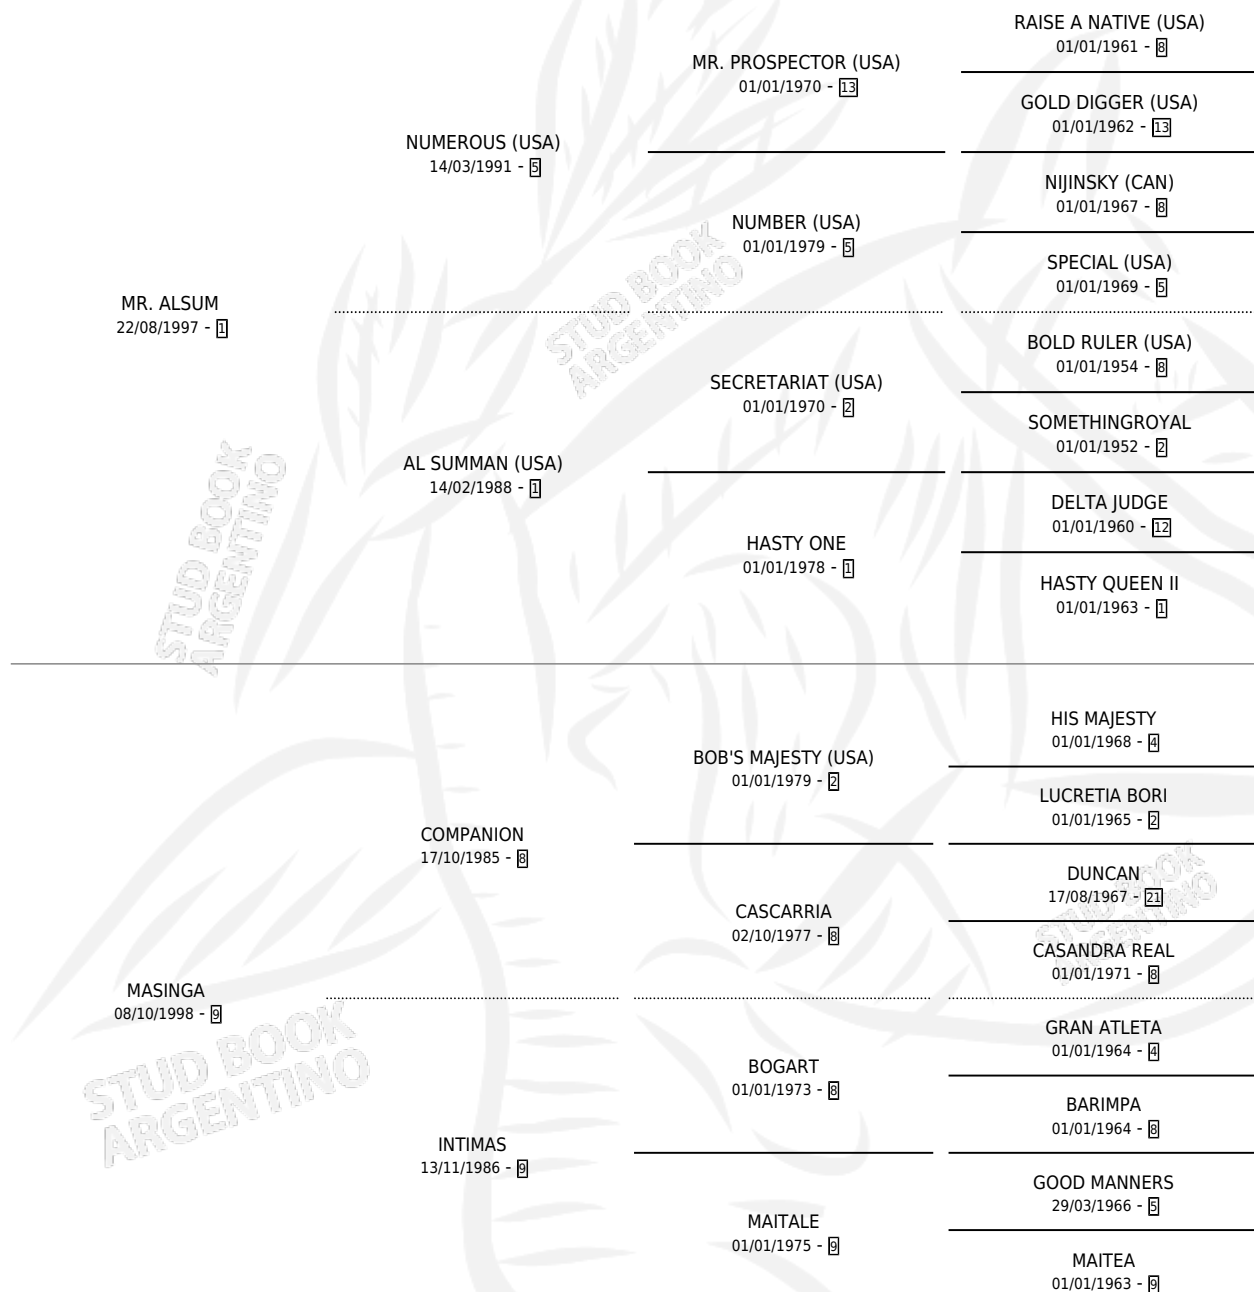 RAISE A NATIVE (USA)
01/01/1961 - 8
MR. PROSPECTOR (USA)
01/01/1970 - 13
GOLD DIGGER (USA)
01/01/1962 - 13
NUMEROUS (USA)
14/03/1991 - 5
NIJINSKY (CAN)
01/01/1967 - 8
NUMBER (USA)
01/01/1979 - 5
SPECIAL (USA)
01/01/1969 - 5
MR. ALSUM
22/08/1997 - 1
BOLD RULER (USA)
01/01/1954 - 8
SECRETARIAT (USA)
01/01/1970 - 2
SOMETHINGROYAL
01/01/1952 - 2
AL SUMMAN (USA)
14/02/1988 - 1
DELTA JUDGE
01/01/1960 - 12
HASTY ONE
01/01/1978 - 1
HASTY QUEEN II
01/01/1963 - 1
HIS MAJESTY
01/01/1968 - 4
BOB'S MAJESTY (USA)
01/01/1979 - 2
LUCRETIA BORI
01/01/1965 - 2
COMPANION
17/10/1985 - 8
DUNCAN
17/08/1967 - 21
CASCARRIA
02/10/1977 - 8
CASANDRA REAL
01/01/1971 - 8
MASINGA
08/10/1998 - 9
GRAN ATLETA
01/01/1964 - 4
BOGART
01/01/1973 - 8
BARIMPA
01/01/1964 - 8
INTIMAS
13/11/1986 - 9
GOOD MANNERS
29/03/1966 - 5
MAITALE
01/01/1975 - 9
MAITEA
01/01/1963 - 9
STUD BOOK
ARGENTINO
STUD BOOK
ARGENTINO
STUD BOOK
ARGENTINO
STUD BOOK
ARGENTINO